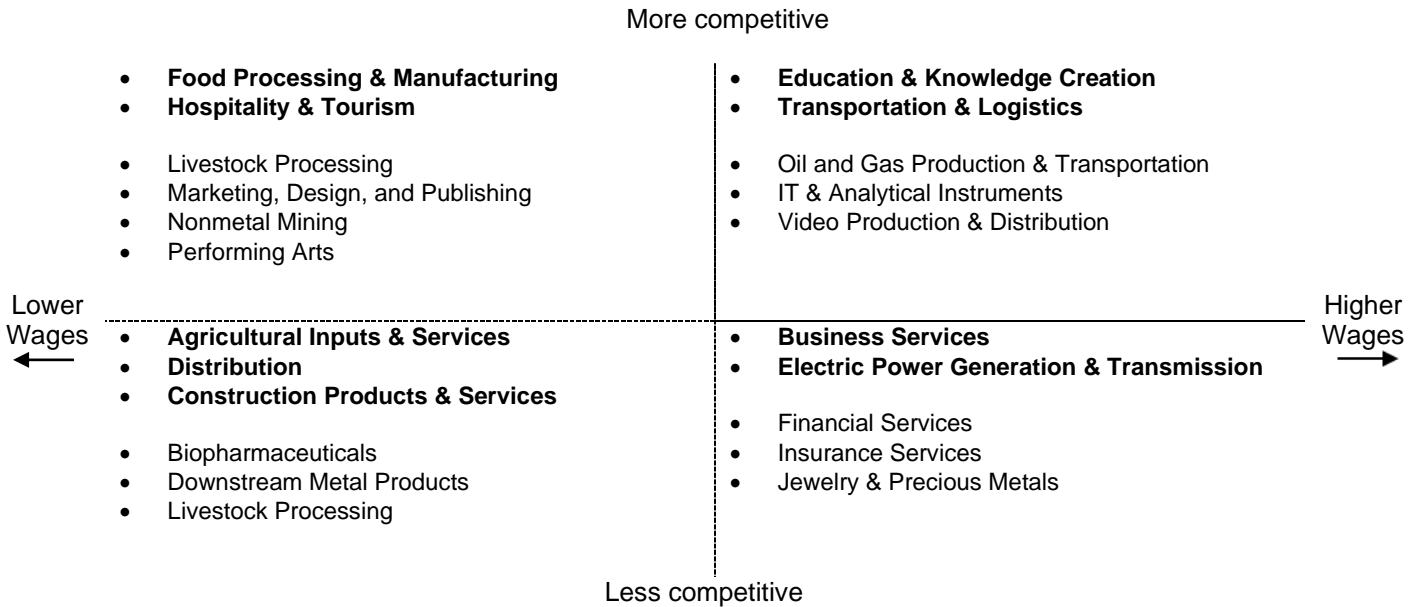 More competitive
• Food Processing & Manufacturing
• Hospitality & Tourism
• Livestock Processing
• Marketing, Design, and Publishing
• Nonmetal Mining
• Performing Arts
• Education & Knowledge Creation
• Transportation & Logistics
• Oil and Gas Production & Transportation
• IT & Analytical Instruments
• Video Production & Distribution
Lower
Wages
• Agricultural Inputs & Services
• Distribution
• Construction Products & Services
• Biopharmaceuticals
• Downstream Metal Products
• Livestock Processing
• Business Services
• Electric Power Generation & Transmission
• Financial Services
• Insurance Services
• Jewelry & Precious Metals
Higher
Wages
Less competitive